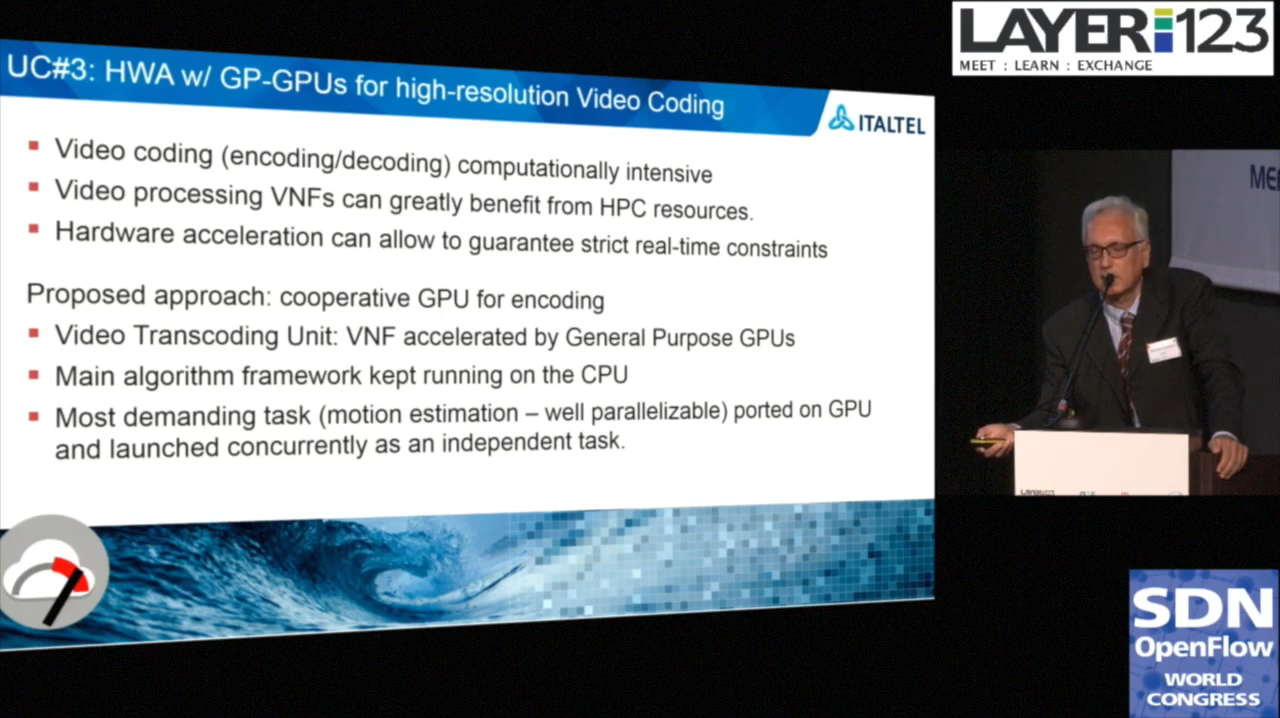 UC#3: HWA w/ GP-GPUs for high-resolution Video Coding
ITALTEL
▪ Video coding (encoding/decoding) computationally intensive
▪ Video processing VNFs can greatly benefit from HPC resources.
▪ Hardware acceleration can allow to guarantee strict real-time constraints
Proposed approach: cooperative GPU for encoding
▪ Video Transcoding Unit: VNF accelerated by General Purpose GPUs
▪ Main algorithm framework kept running on the CPU
▪ Most demanding task (motion estimation – well parallelizable) ported on GPU
and launched concurrently as an independent task.
LAYER123
MEET : LEARN : EXCHANGE
LAYER123
SDN
OpenFlow
WORLD
CONGRESS